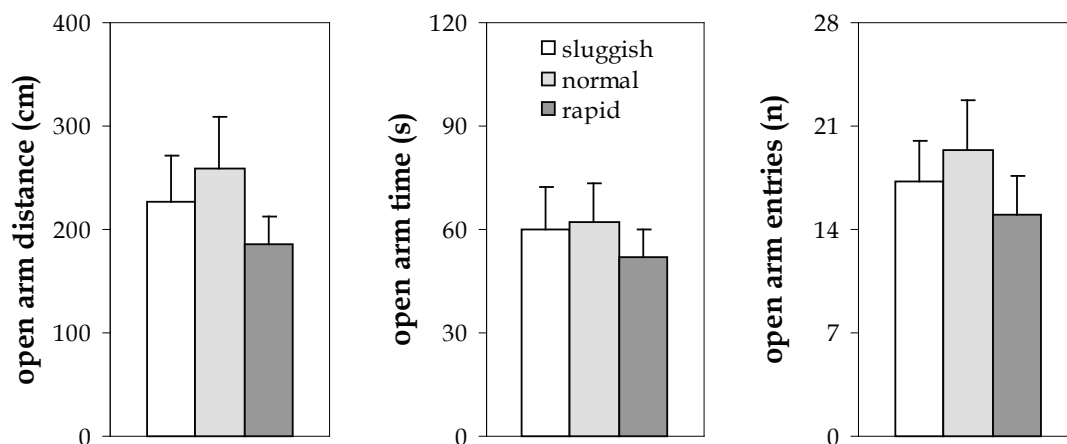 open arm distance (cm)
400
300
200
100
0
open arm time (s)
120
90
60
30
0
sluggish
normal
rapid
open arm entries (n)
28
21
14
7
0